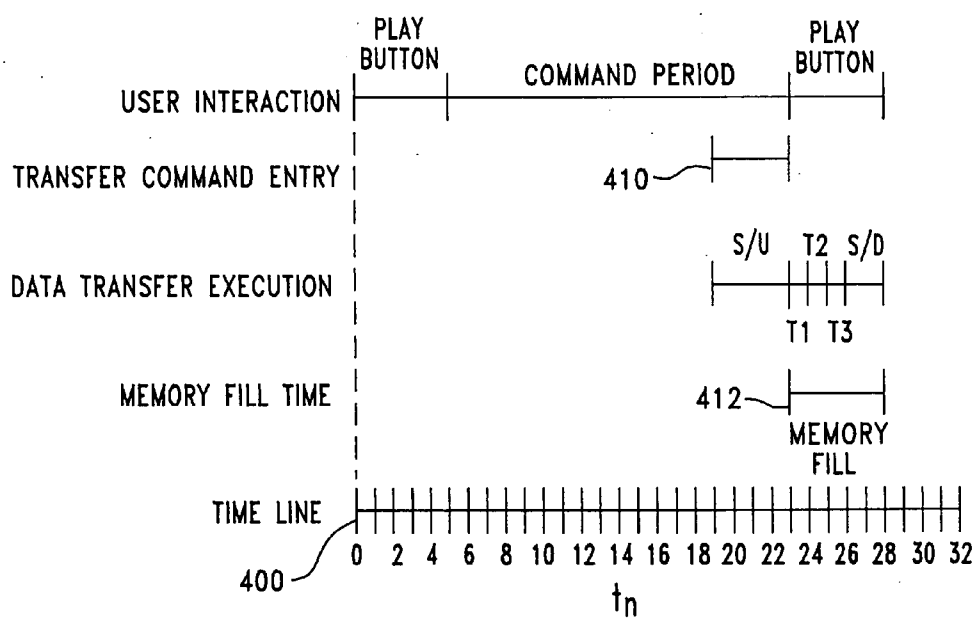 PLAY
BUTTON
PLAY
BUTTON
COMMAND PERIOD
USER INTERACTION
TRANSFER COMMAND ENTRY
410
S/U T2 S/D
DATA TRANSFER EXECUTION
T1 T3
MEMORY FILL TIME
412
MEMORY
FILL
TIME LINE
0 2 4 6 8 10 12 14 16 18 20 22 24 26 28 30 32
400
tn